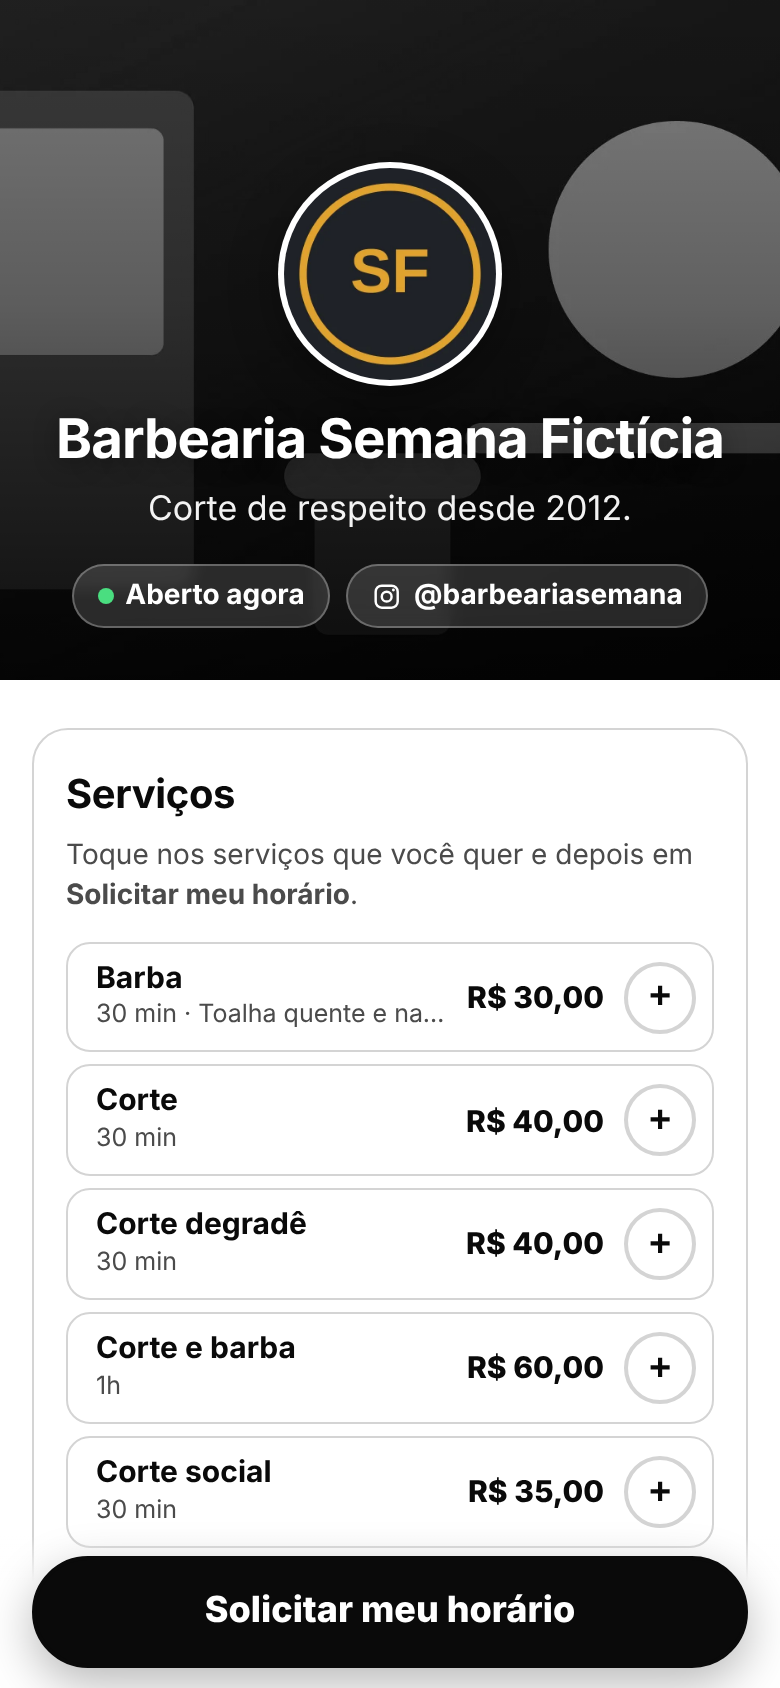 SF
Barbearia Semana Fictícia
Corte de respeito desde 2012.
Aberto agora
@barbeariasemana
Serviços
Toque nos serviços que você quer e depois em
Solicitar meu horário.
Barba
30 min · Toalha quente e na...
R$ 30,00
+
Corte
30 min
R$ 40,00
+
Corte degradê
30 min
R$ 40,00
+
Corte e barba
1h
R$ 60,00
+
Corte social
30 min
R$ 35,00
+
Solicitar meu horário